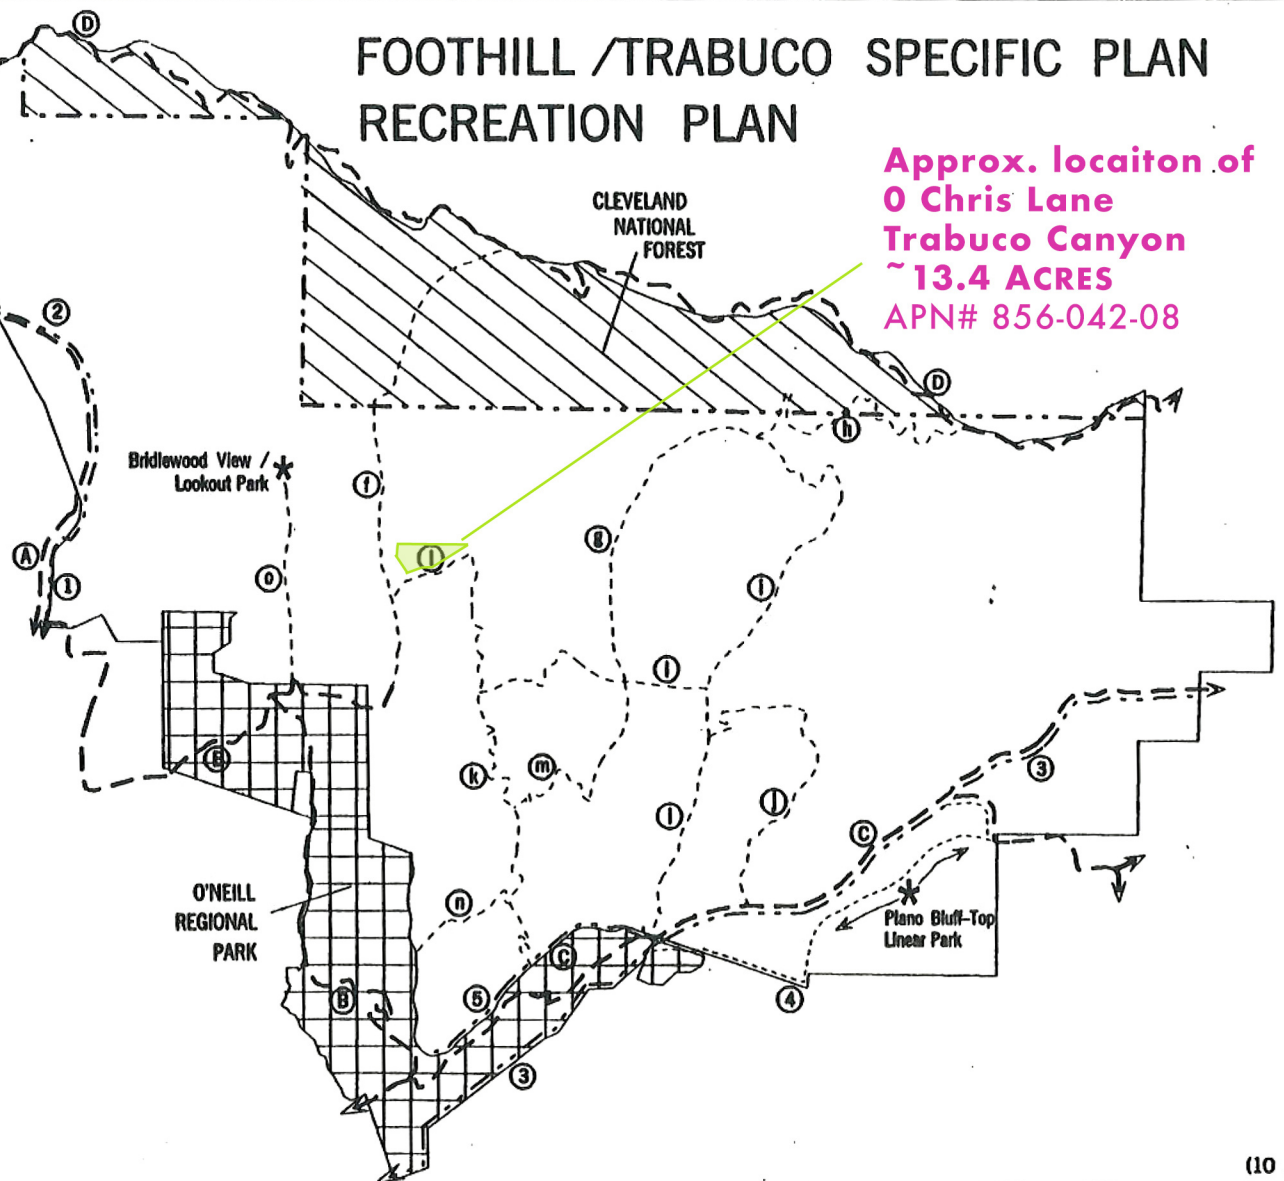 FOOTHILL /TRABUCO SPECIFIC PLAN
RECREATION PLAN
Approx. locaiton of
0 Chris Lane
Trabuco Canyon
~13.4 ACRES
APN# 856-042-08
D
CLEVELAND
NATIONAL
FOREST
2
D
h
Bridlewood View /
Lookout Park
f
A
1
o
l
g
i
l
B
k
m
j
l
3
C
O'NEILL
REGIONAL
PARK
n
Plano Bluff-Top
Linear Park
C
B
5
4
3
(10